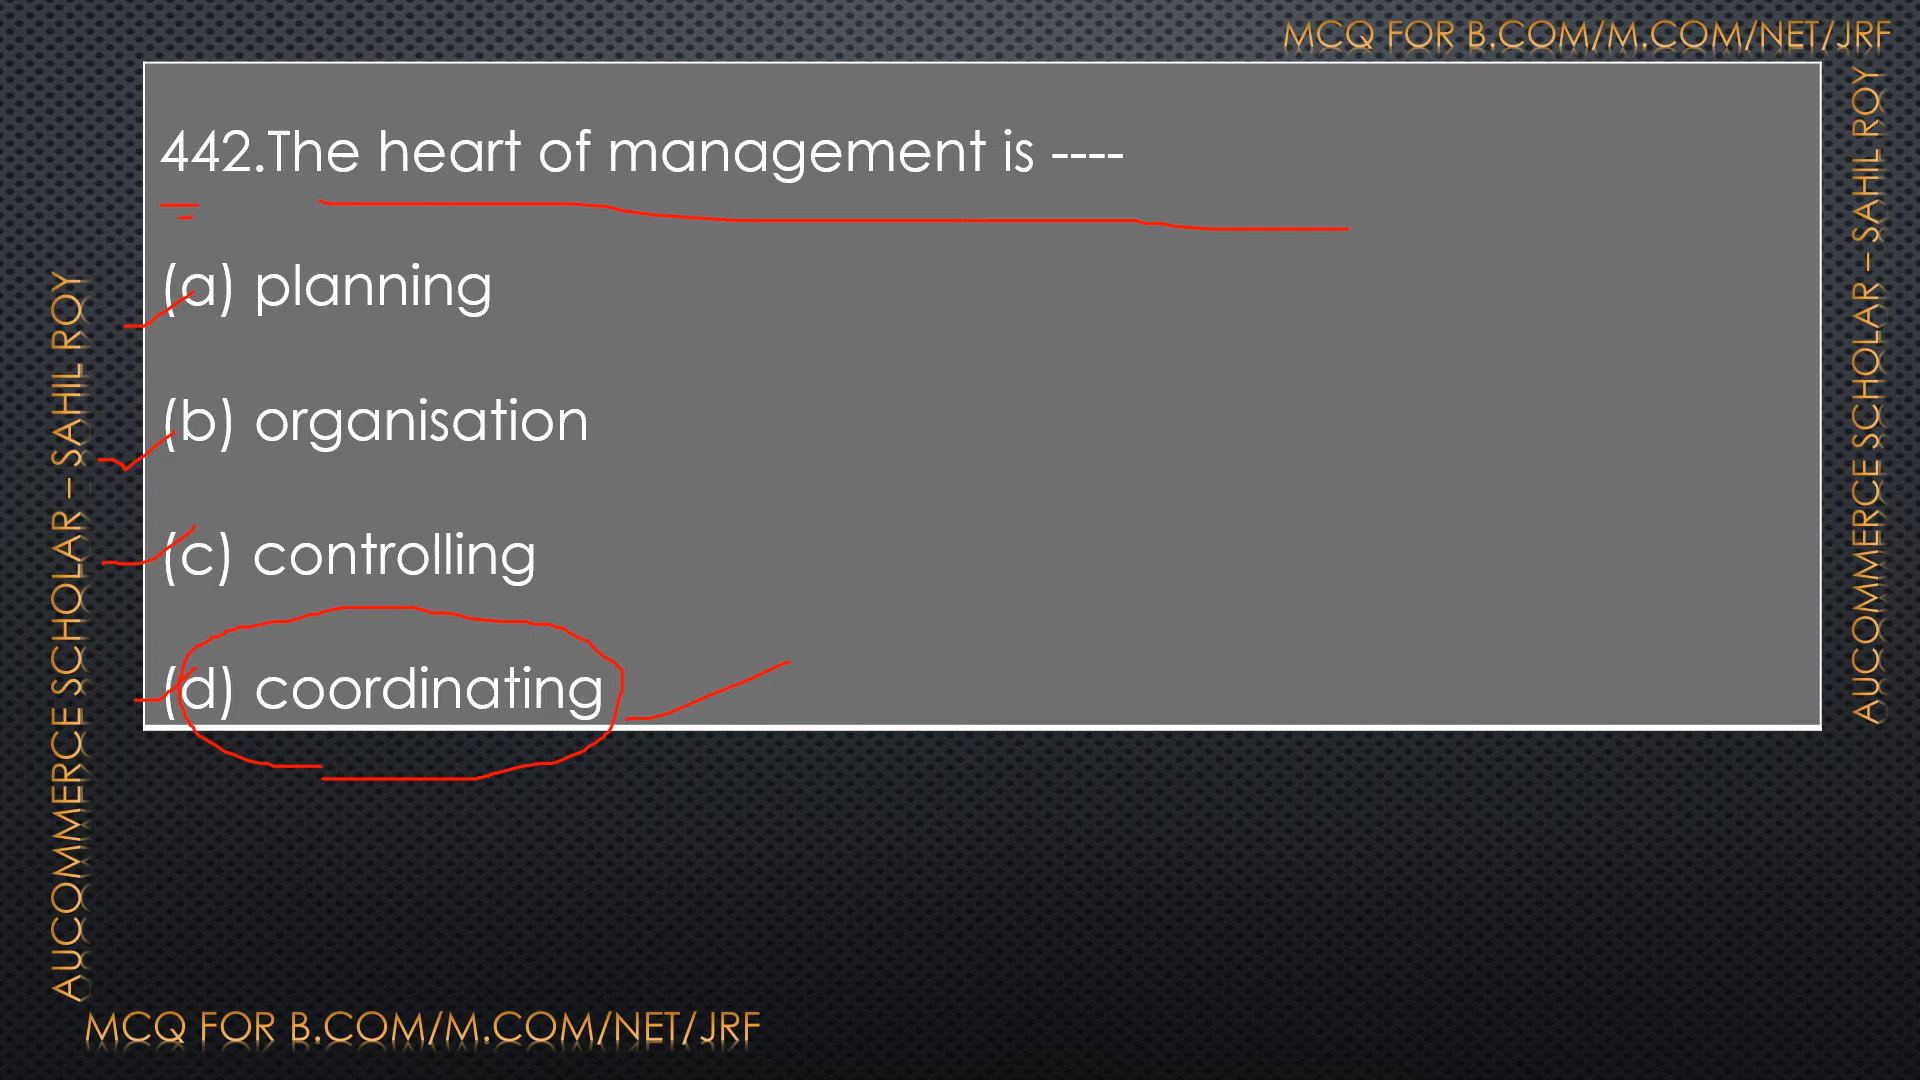 MCQ FOR B.COM/M.COM/NET/JRF
442.The heart of management is ----
(a) planning
(b) organisation
(c) controlling
(d) coordinating
AUCOMMERCE SCHOLAR – SAHIL ROY
AUCOMMERCE SCHOLAR – SAHIL ROY
MCQ FOR B.COM/M.COM/NET/JRF